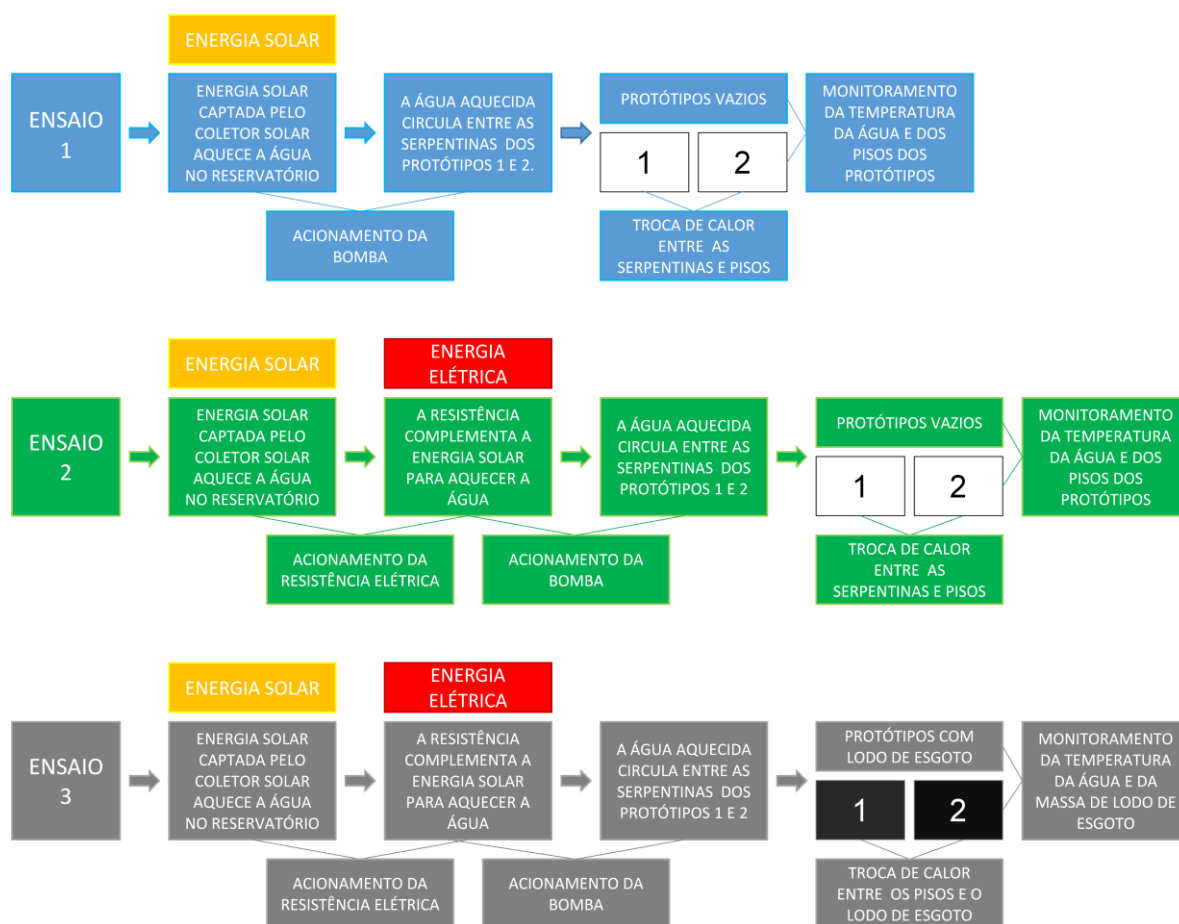 ENERGIA SOLAR
ENSAIO
1
ENERGIA SOLAR
CAPTADA PELO
COLETOR SOLAR
AQUECE A ÁGUA
NO RESERVATÓRIO
A ÁGUA AQUECIDA
CIRCULA ENTRE AS
SERPENTINAS DOS
PROTÓTIPOS 1 E 2.
PROTÓTIPOS VAZIOS
1
2
MONITORAMENTO
DA TEMPERATURA
DA ÁGUA E DOS
PISOS DOS
PROTÓTIPOS
ACIONAMENTO DA
BOMBA
TROCA DE CALOR
ENTRE AS
SERPENTINAS E PISOS
ENERGIA SOLAR
ENERGIA
ELÉTRICA
ENSAIO
2
ENERGIA SOLAR
CAPTADA PELO
COLETOR SOLAR
AQUECE A ÁGUA
NO RESERVATÓRIO
A RESISTÊNCIA
COMPLEMENTA A
ENERGIA SOLAR
PARA AQUECER A
ÁGUA
A ÁGUA AQUECIDA
CIRCULA ENTRE AS
SERPENTINAS DOS
PROTÓTIPOS 1 E 2
PROTÓTIPOS VAZIOS
1
2
MONITORAMENTO
DA TEMPERATURA
DA ÁGUA E DOS
PISOS DOS
PROTÓTIPOS
ACIONAMENTO DA
RESISTÊNCIA ELÉTRICA
ACIONAMENTO DA
BOMBA
TROCA DE CALOR
ENTRE AS
SERPENTINAS E PISOS
ENERGIA SOLAR
ENERGIA
ELÉTRICA
ENSAIO
3
ENERGIA SOLAR
CAPTADA PELO
COLETOR SOLAR
AQUECE A ÁGUA
NO RESERVATÓRIO
A RESISTÊNCIA
COMPLEMENTA A
ENERGIA SOLAR
PARA AQUECER A
ÁGUA
A ÁGUA AQUECIDA
CIRCULA ENTRE AS
SERPENTINAS DOS
PROTÓTIPOS 1 E 2
PROTÓTIPOS COM
LODO DE ESGOTO
1
2
MONITORAMENTO
DA TEMPERATURA
DA ÁGUA E DA
MASSA DE LODO DE
ESGOTO
ACIONAMENTO DA
RESISTÊNCIA ELÉTRICA
ACIONAMENTO DA
BOMBA
TROCA DE CALOR
ENTRE OS PISOS E O
LODO DE ESGOTO